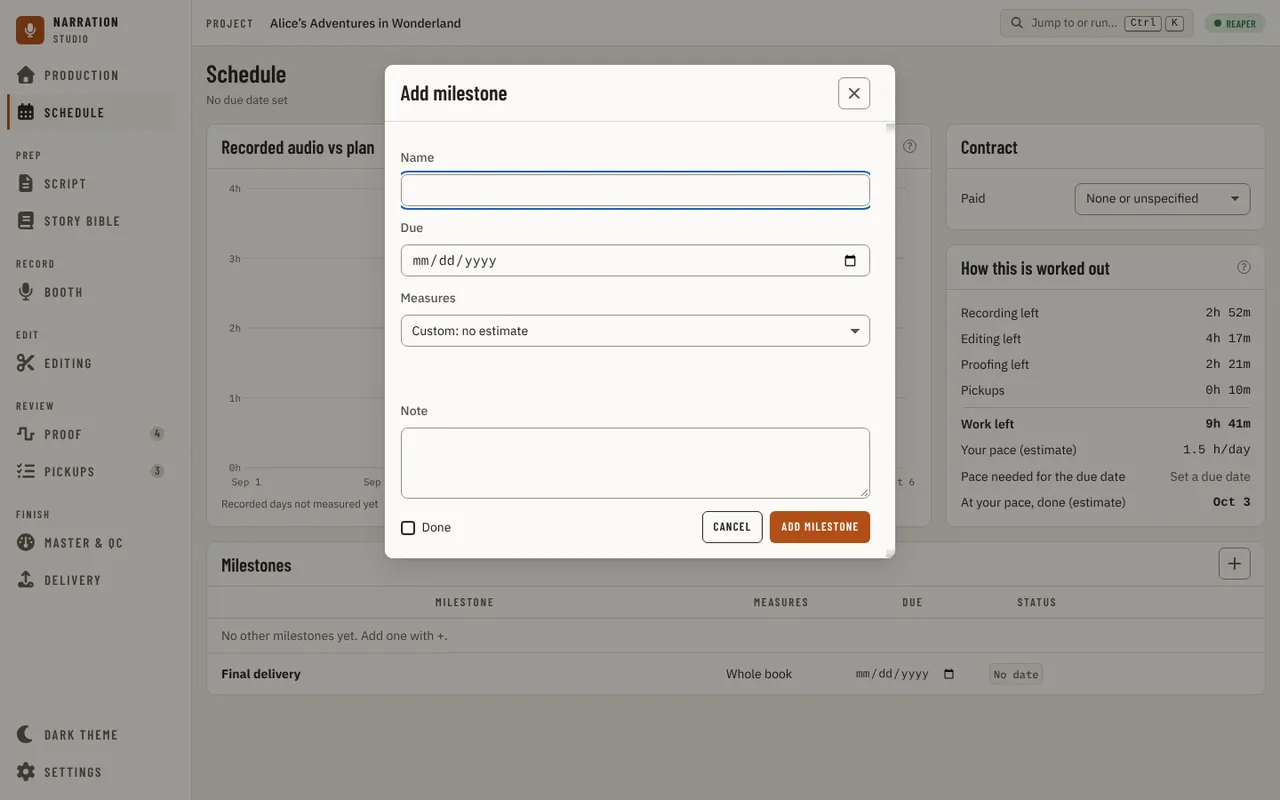 NARRATION
STUDIO
PROJECT Alice's Adventures in Wonderland
Jump to or run... Ctrl K
REAPER
PRODUCTION
SCHEDULE
PREP
SCRIPT
STORY BIBLE
RECORD
BOOTH
EDIT
EDITING
REVIEW
PROOF 4
PICKUPS 3
FINISH
MASTER & QC
DELIVERY
DARK THEME
SETTINGS
Schedule
No due date set
Recorded audio vs plan
?
4h
3h
2h
1h
0h
Sep 1 Sep t 6
Recorded days not measured yet
Add milestone
Name
Due
mm/dd/yyyy
Measures
Custom: no estimate
Note
Done
CANCEL
ADD MILESTONE
Contract
Paid None or unspecified
How this is worked out ?
Recording left 2h 52m
Editing left 4h 17m
Proofing left 2h 21m
Pickups 0h 10m
Work left 9h 41m
Your pace (estimate) 1.5 h/day
Pace needed for the due date Set a due date
At your pace, done (estimate) Oct 3
Milestones
MILESTONE MEASURES DUE STATUS
No other milestones yet. Add one with +.
Final delivery Whole book mm/dd/yyyy No date